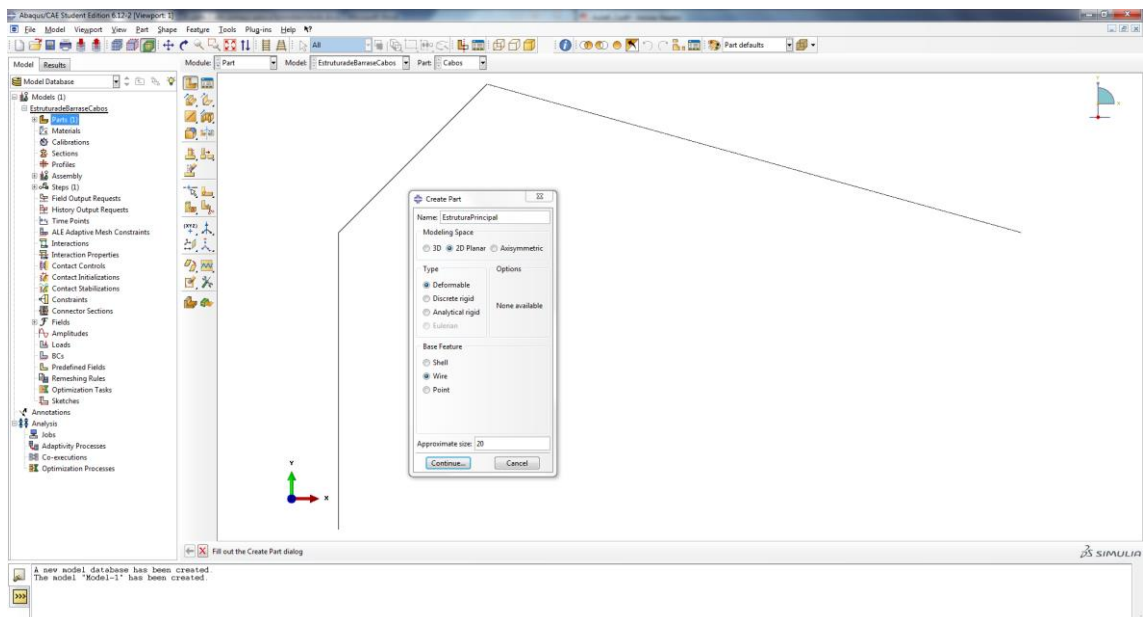 Abaqus/CAE Student Edition 6.12-2 [Viewport: 1]
File Model Viewport View Part Shape Feature Tools Plug-ins Help
All Part defaults
Model Results
Module: Part Model: EstruturadeBarraseCabos Part: Cabos
Model Database
Models (1)
EstruturadeBarraseCabos
Parts (1)
Materials
Calibrations
Sections
Profiles
Assembly
Steps (1)
Field Output Requests
History Output Requests
Time Points
ALE Adaptive Mesh Constraints
Interactions
Interaction Properties
Contact Controls
Contact Initializations
Contact Stabilizations
Constraints
Connector Sections
Fields
Amplitudes
Loads
BCs
Predefined Fields
Remeshing Rules
Optimization Tasks
Sketches
Annotations
Analysis
Jobs
Adaptivity Processes
Co-executions
Optimization Processes
Create Part
Name: EstruturaPrincipal
Modeling Space
3D 2D Planar Axisymmetric
Type Options
Deformable
Discrete rigid
None available
Analytical rigid
Eulerian
Base Feature
Shell
Wire
Point
Approximate size: 20
Continue... Cancel
Y
X
Fill out the Create Part dialog
SIMULIA
A new model database has been created.
The model "Model-1" has been created.
>>>